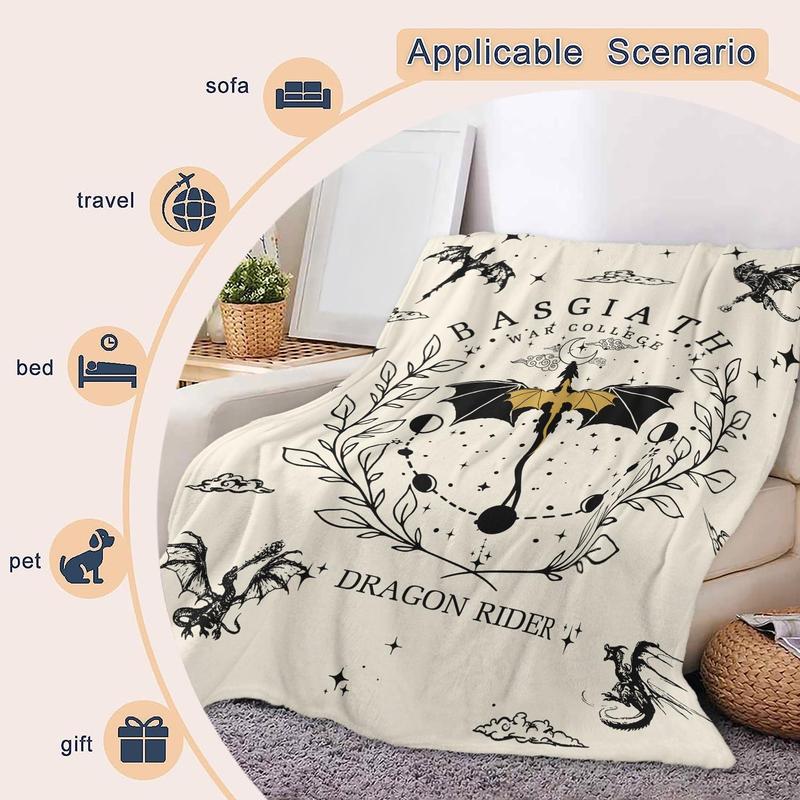 Applicable Scenario
sofa
travel
bed
pet
gift
BASGIATH
WAR COLLEGE
DRAGON RIDER